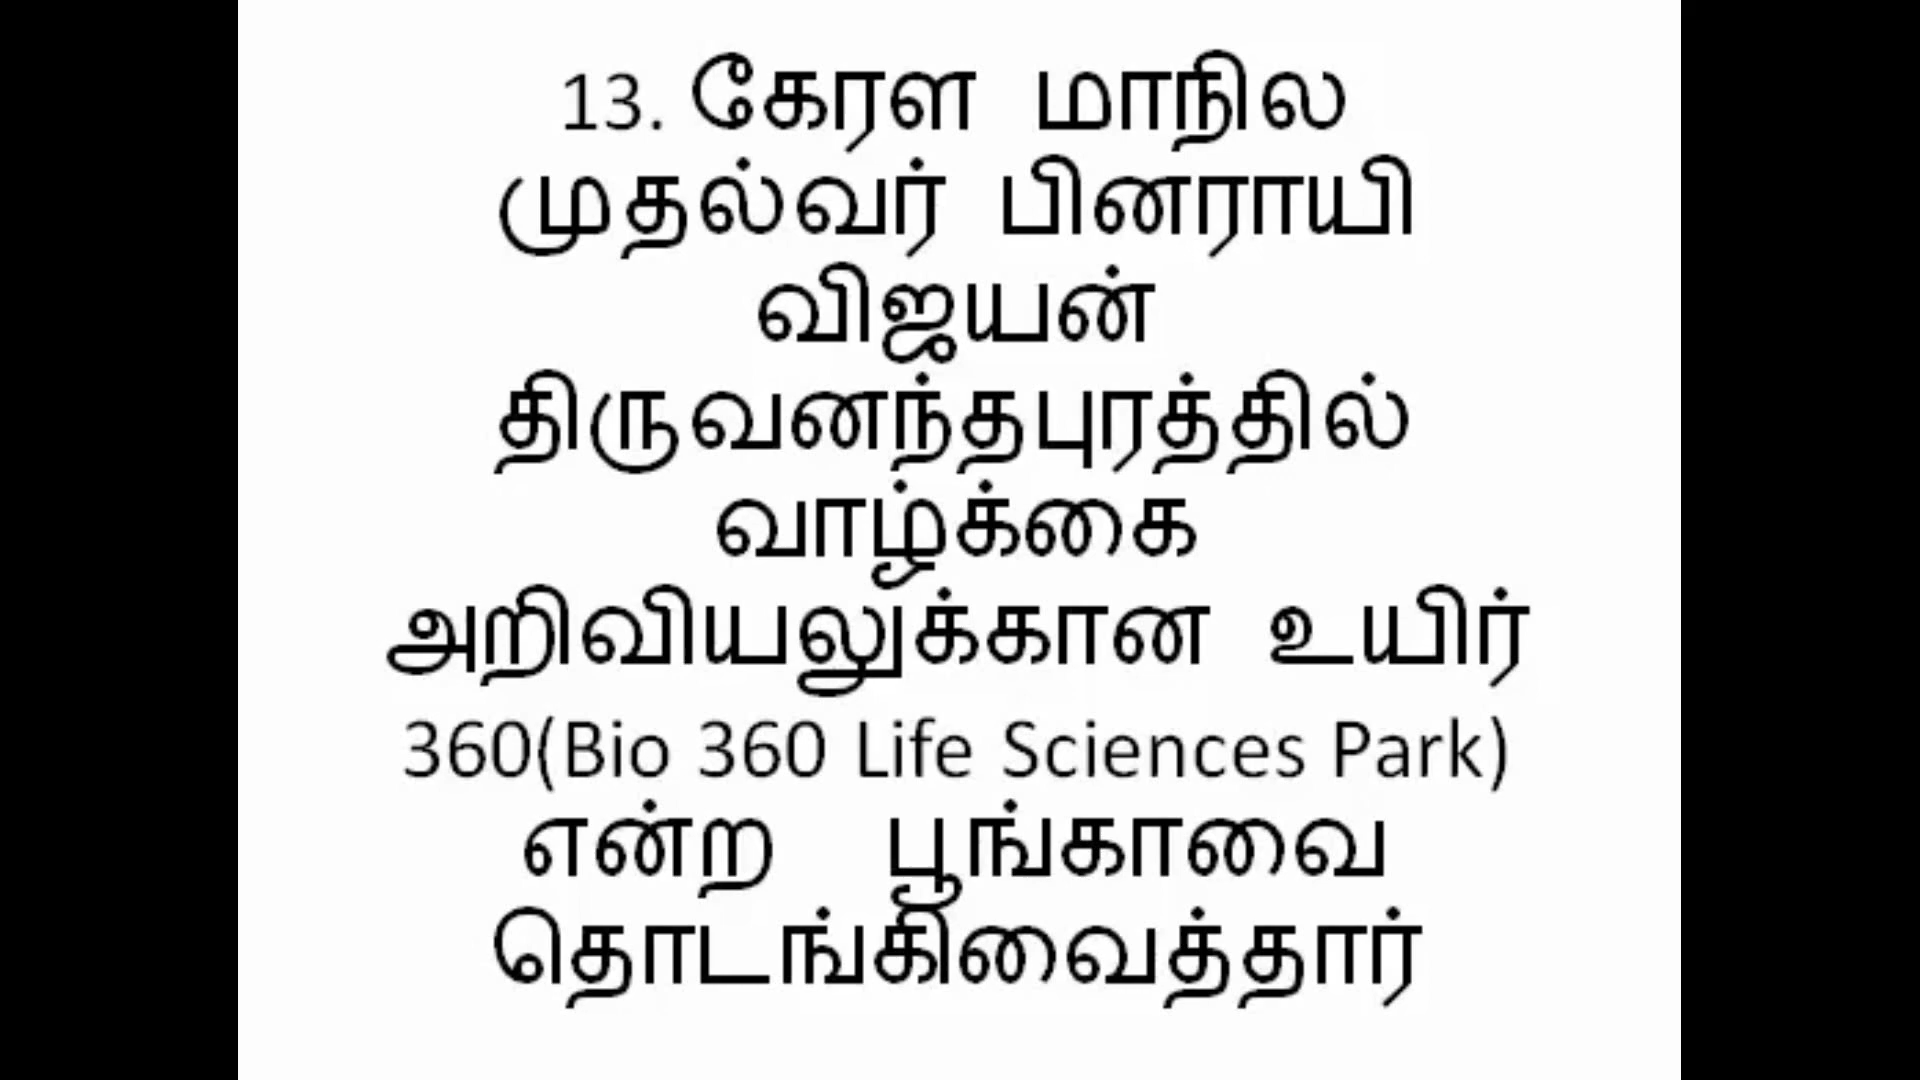 13. கேரள மாநில
முதல்வர் பினராயி
விஜயன்
திருவனந்தபுரத்தில்
வாழ்க்கை
அறிவியலுக்கான உயிர்
360(Bio 360 Life Sciences Park)
என்ற பூங்காவை
தொடங்கிவைத்தார்